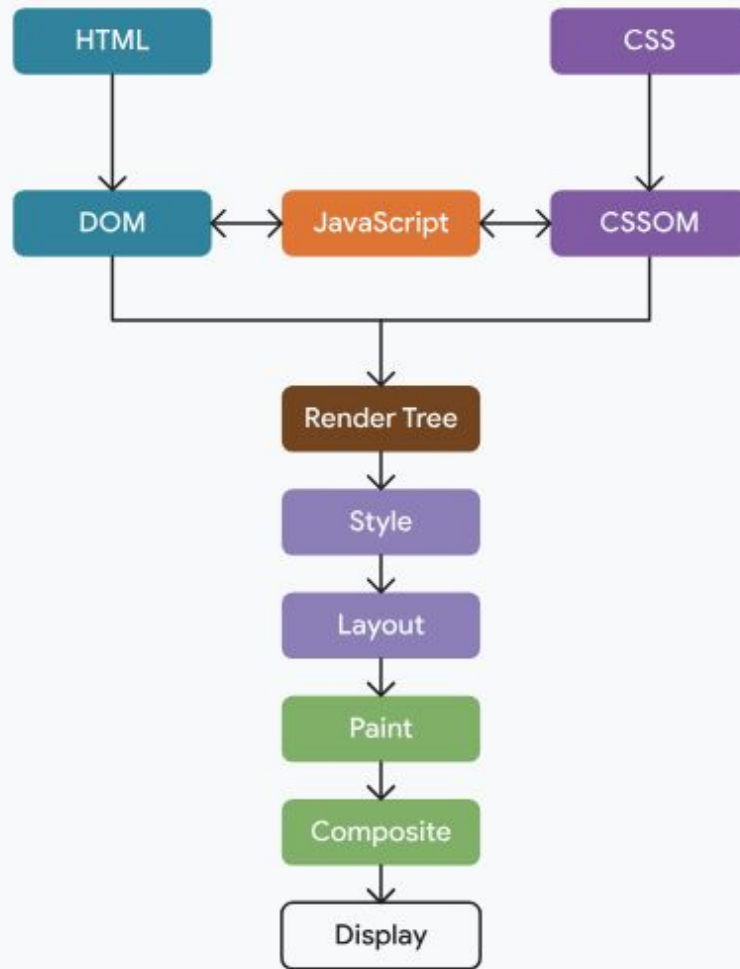 HTML
CSS
DOM
JavaScript
CSSOM
Render Tree
Style
Layout
Paint
Composite
Display